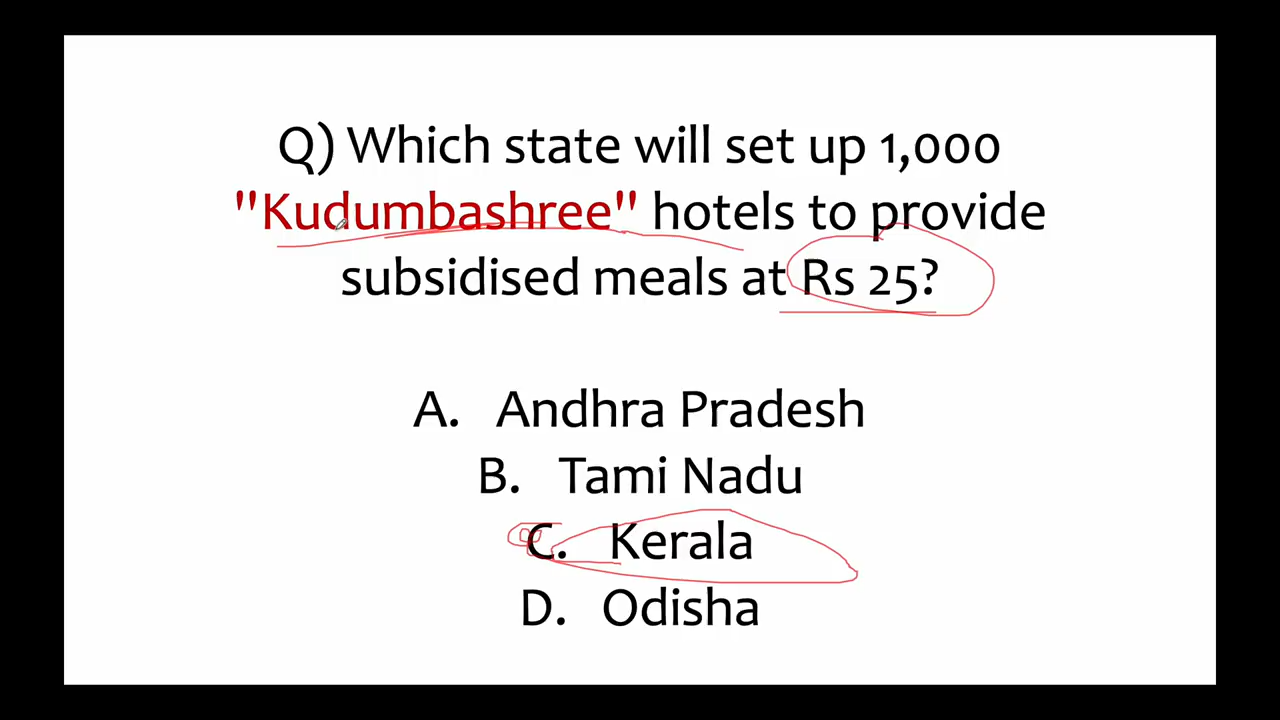 Q) Which state will set up 1,000
"Kudumbashree" hotels to provide
subsidised meals at Rs 25?
A. Andhra Pradesh
B. Tami Nadu
C. Kerala
D. Odisha